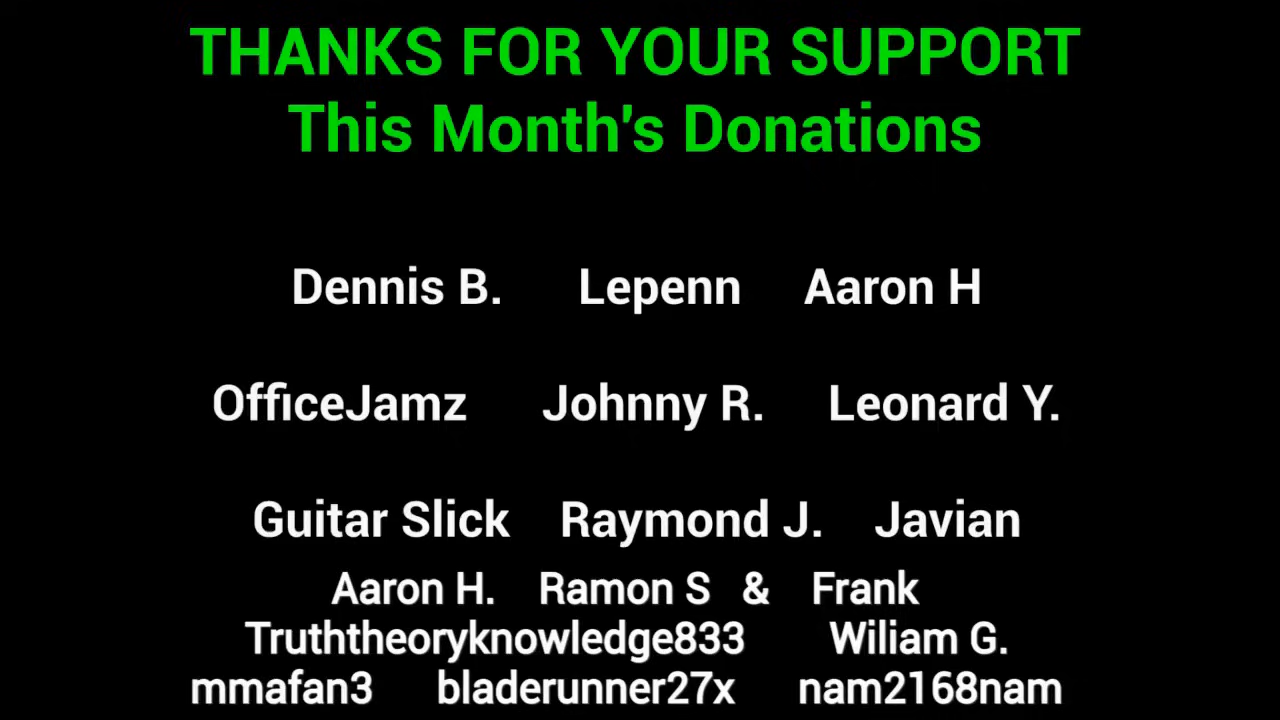 THANKS FOR YOUR SUPPORT
This Month's Donations
Dennis B. Lepenn Aaron H
OfficeJamz Johnny R. Leonard Y.
Guitar Slick Raymond J. Javian
Aaron H. Ramon S & Frank
Truththeoryknowledge833 Wiliam G.
mmafan3 bladerunner27x nam2168nam